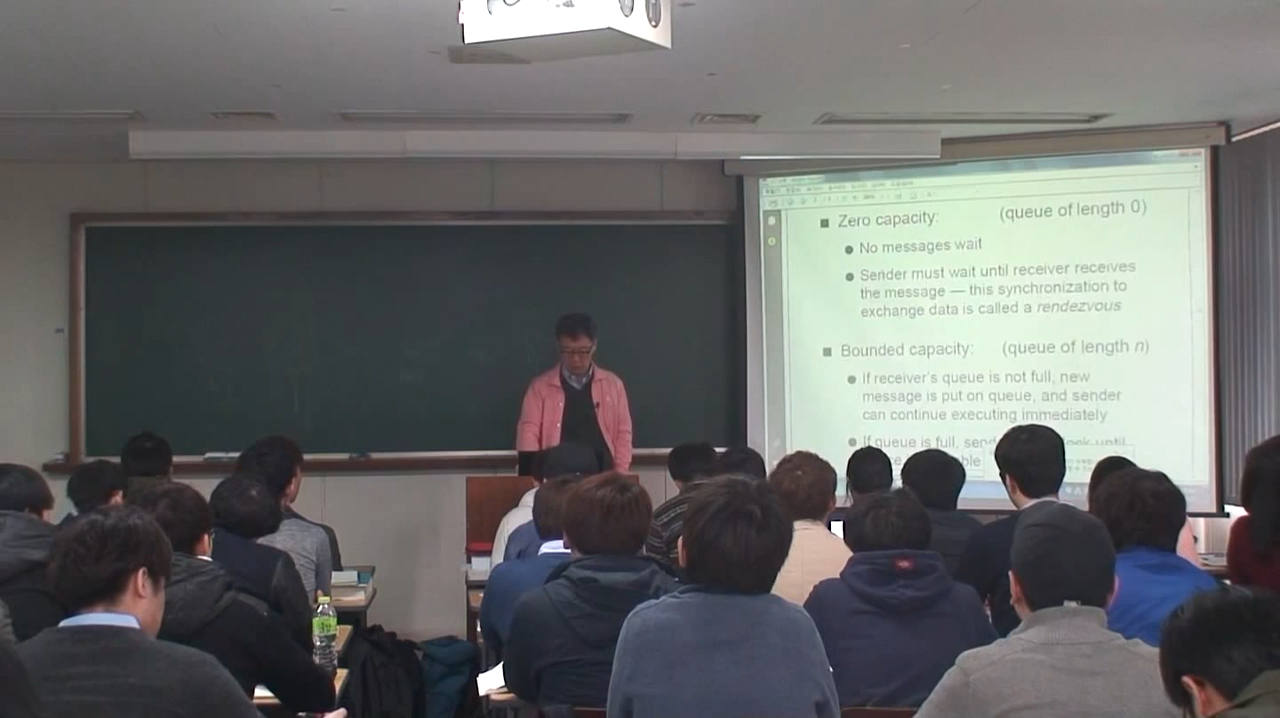 ■ Zero capacity: (queue of length 0)
● No messages wait
● Sender must wait until receiver receives
the message — this synchronization to
exchange data is called a rendezvous
■ Bounded capacity: (queue of length n)
● If receiver's queue is not full, new
message is put on queue, and sender
can continue executing immediately
● If queue is full, until